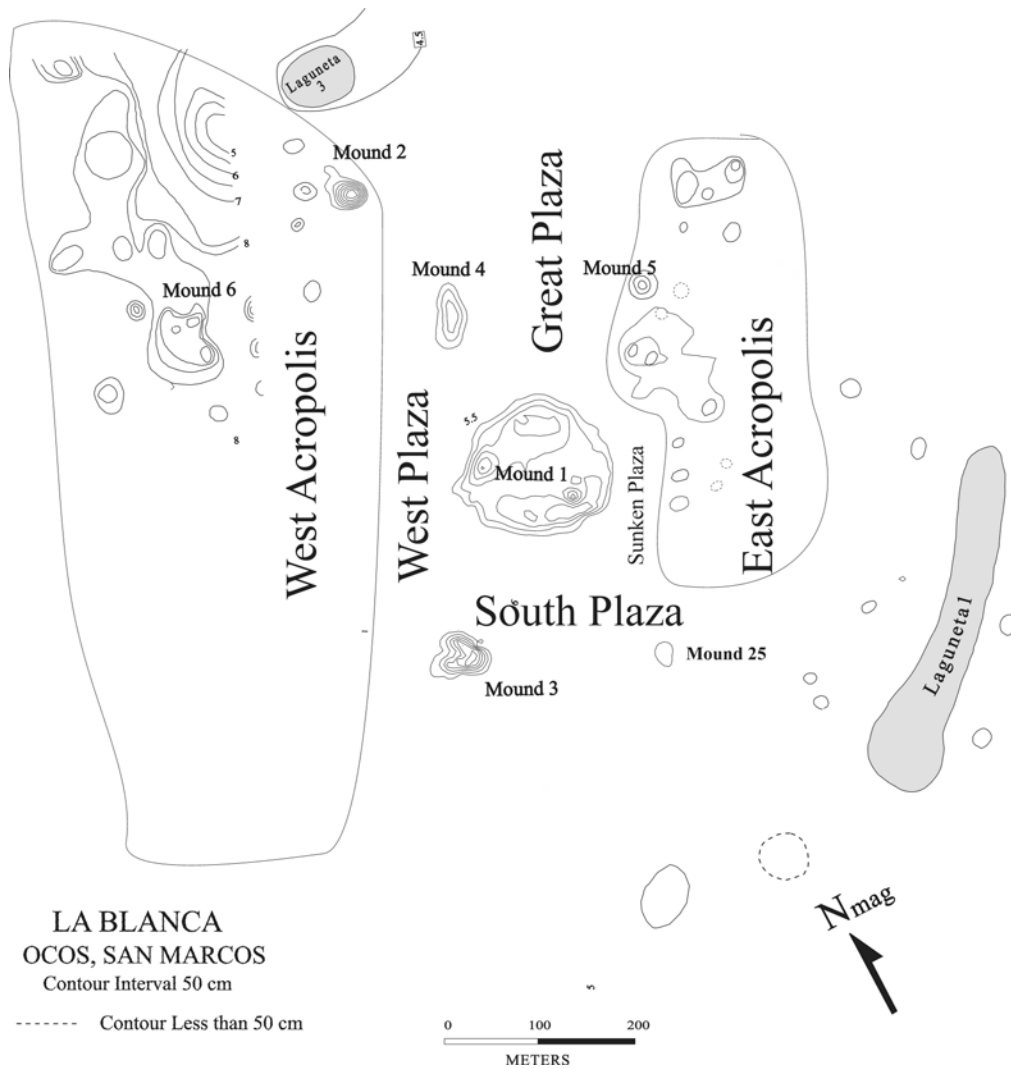 4.5
Laguneta
3
5
6
7
8
Mound 2
Great Plaza
Mound 4
Mound 5
Mound 6
8
West Acropolis
West Plaza
5.5
Mound 1
Sunken Plaza
East Acropolis
South Plaza
6
Mound 3
Mound 25
Laguneta 1
LA BLANCA
OCOS, SAN MARCOS
Contour Interval 50 cm
Contour Less than 50 cm
5
0 100 200
METERS
Nmag